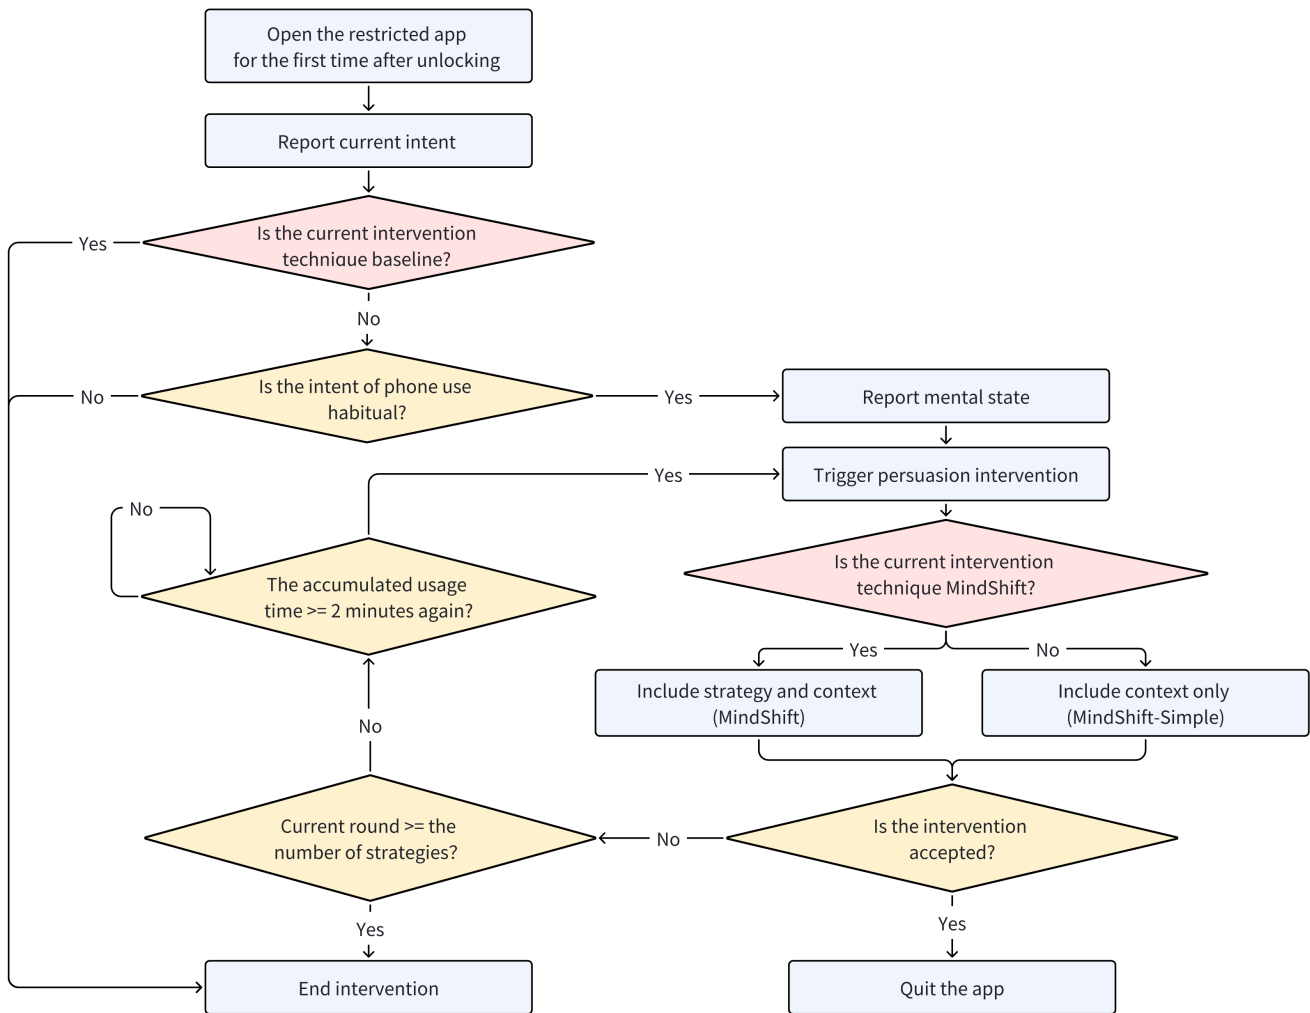 Open the restricted app
for the first time after unlocking
Report current intent
Is the current intervention
technique baseline?
Yes
No
Is the intent of phone use
habitual?
No
Yes
Report mental state
Trigger persuasion intervention
Yes
No
The accumulated usage
time >= 2 minutes again?
Is the current intervention
technique MindShift?
Yes
No
Include strategy and context
(MindShift)
Include context only
(MindShift-Simple)
No
Current round >= the
number of strategies?
No
Is the intervention
accepted?
Yes
Yes
End intervention
Quit the app